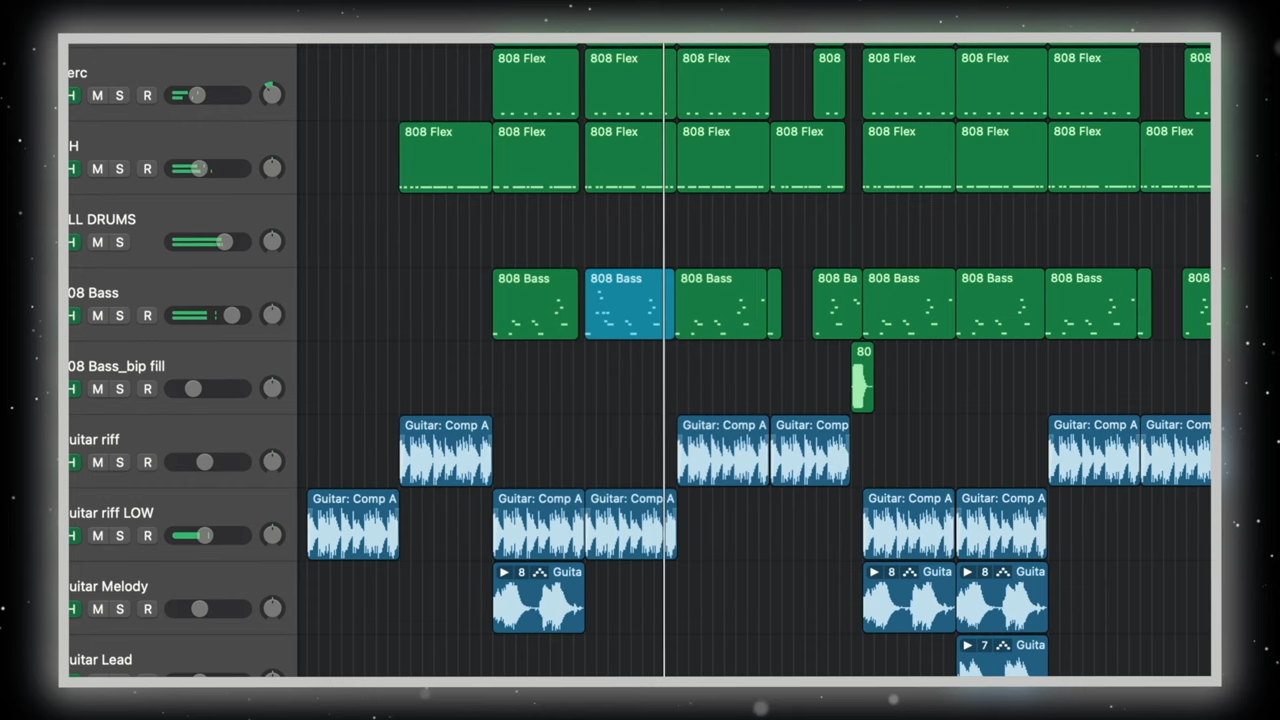 erc
H M S R
808 Flex 808 Flex 808 Flex 808 808 Flex 808 Flex 808 Flex 808
H
H M S R
808 Flex 808 Flex 808 Flex 808 Flex 808 Flex 808 Flex 808 Flex 808 Flex 808 Flex
LL DRUMS
H M S
08 Bass
H M S R
808 Bass 808 Bass 808 Bass 808 Ba 808 Bass 808 Bass 808 Bass 808
08 Bass_bip fill
H M S R
80
uitar riff
H M S R
Guitar: Comp A Guitar: Comp A Guitar: Comp Guitar: Comp A Guitar: Comp A
uitar riff LOW
H M S R
Guitar: Comp A Guitar: Comp A Guitar: Comp A Guitar: Comp A Guitar: Comp A
uitar Melody
H M S R
8 Guita 8 Guita 8 Guita
uitar Lead
7 Guita